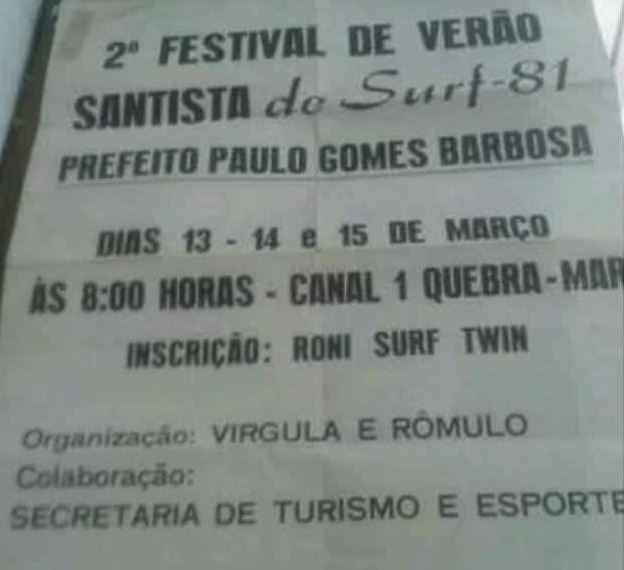 2º FESTIVAL DE VERÃO
SANTISTA de Surf-81
PREFEITO PAULO GOMES BARBOSA
DIAS 13 - 14 e 15 DE MARÇO
ÀS 8:00 HORAS - CANAL 1 QUEBRA-MAR
INSCRIÇÃO: RONI SURF TWIN
Organização: VIRGULA E RÔMULO
Colaboração:
SECRETARIA DE TURISMO E ESPORTE